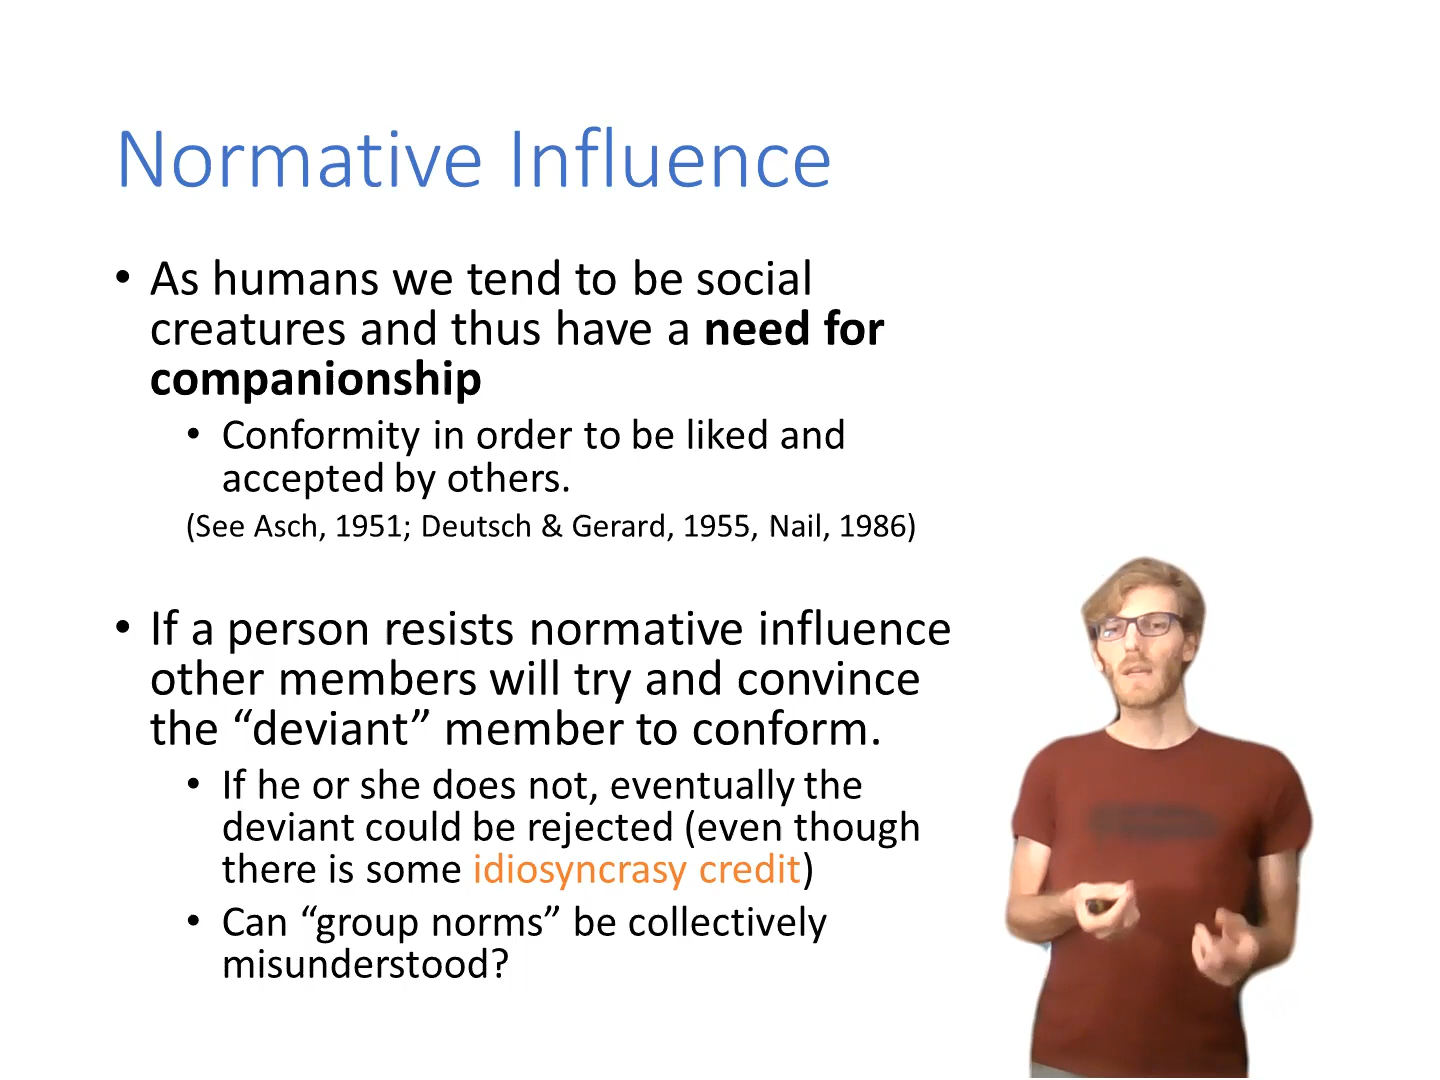 Normative Influence
• As humans we tend to be social
creatures and thus have a need for
companionship
• Conformity in order to be liked and
accepted by others.
(See Asch, 1951; Deutsch & Gerard, 1955, Nail, 1986)
• If a person resists normative influence
other members will try and convince
the “deviant” member to conform.
• If he or she does not, eventually the
deviant could be rejected (even though
there is some idiosyncrasy credit)
• Can “group norms” be collectively
misunderstood?